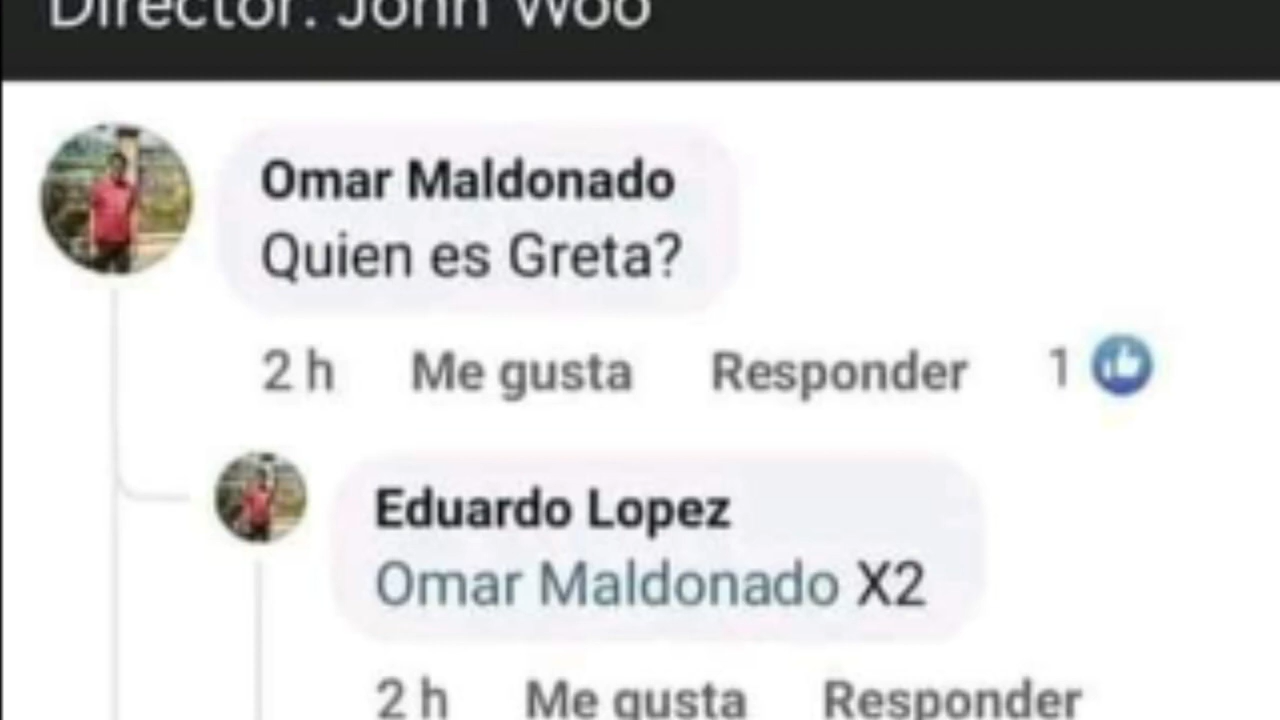 Director: John Woo
Omar Maldonado
Quien es Greta?
2 h Me gusta Responder 1
Eduardo Lopez
Omar Maldonado X2
2 h Me gusta Responder